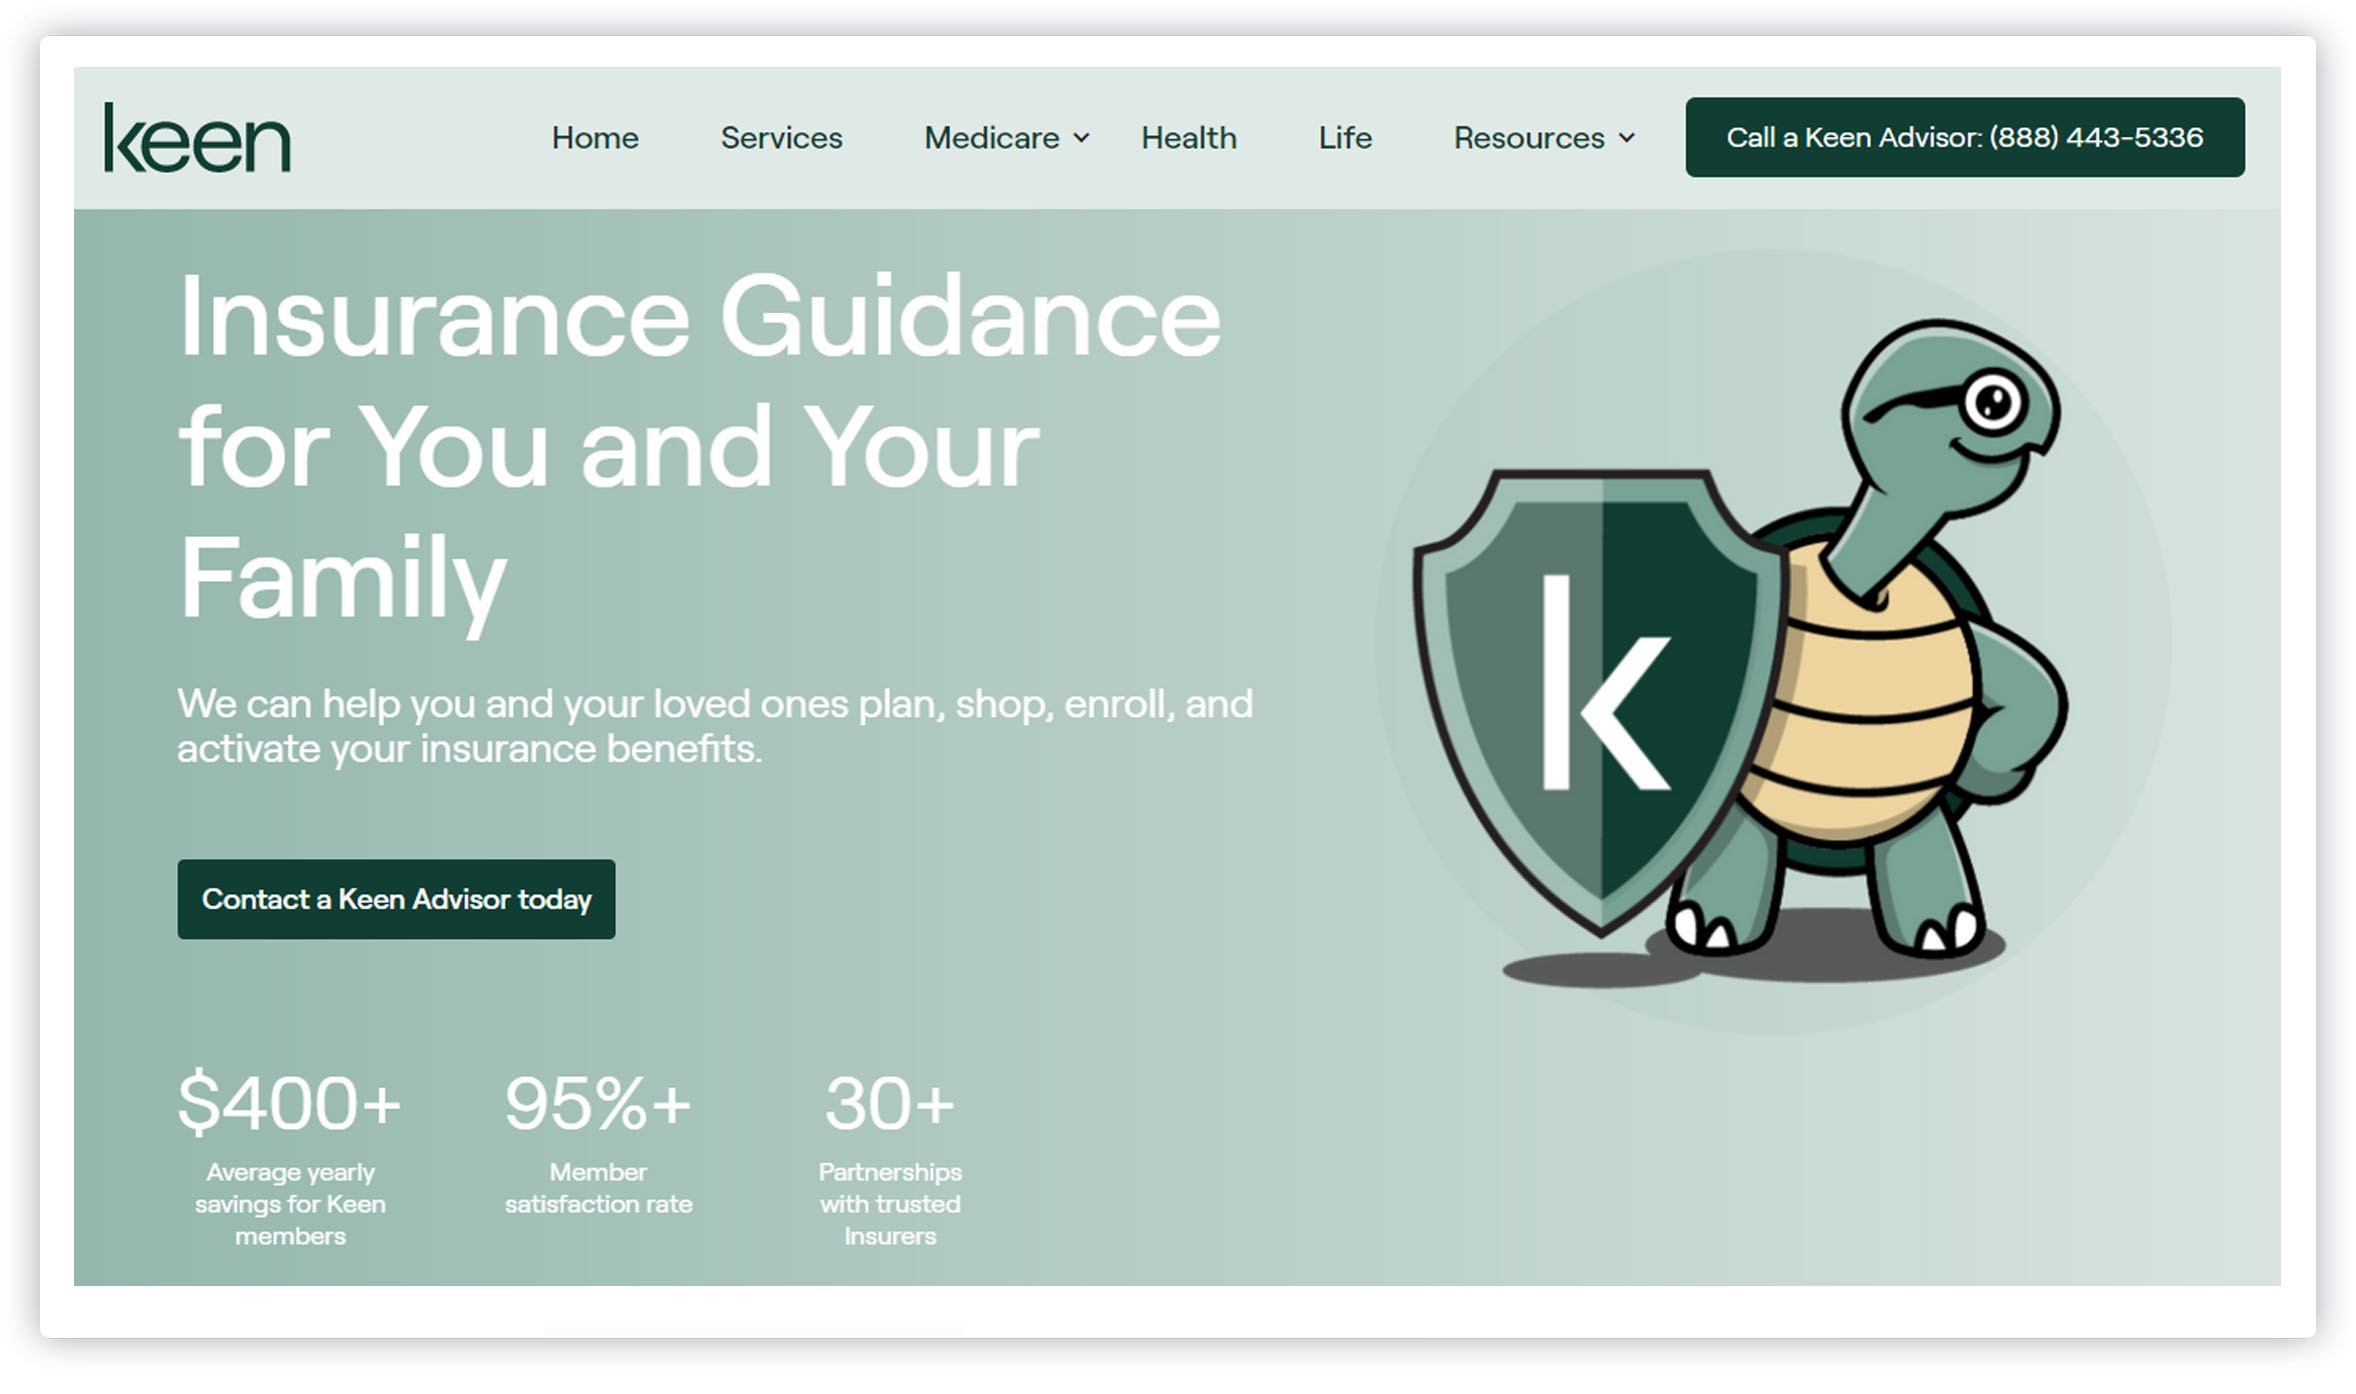 keen
Home Services Medicare Health Life Resources Call a Keen Advisor: (888) 443-5336
Insurance Guidance
for You and Your
Family
We can help you and your loved ones plan, shop, enroll, and
activate your insurance benefits.
Contact a Keen Advisor today
k
$400+
Average yearly
savings for Keen
members
95%+
Member
satisfaction rate
30+
Partnerships
with trusted
Insurers